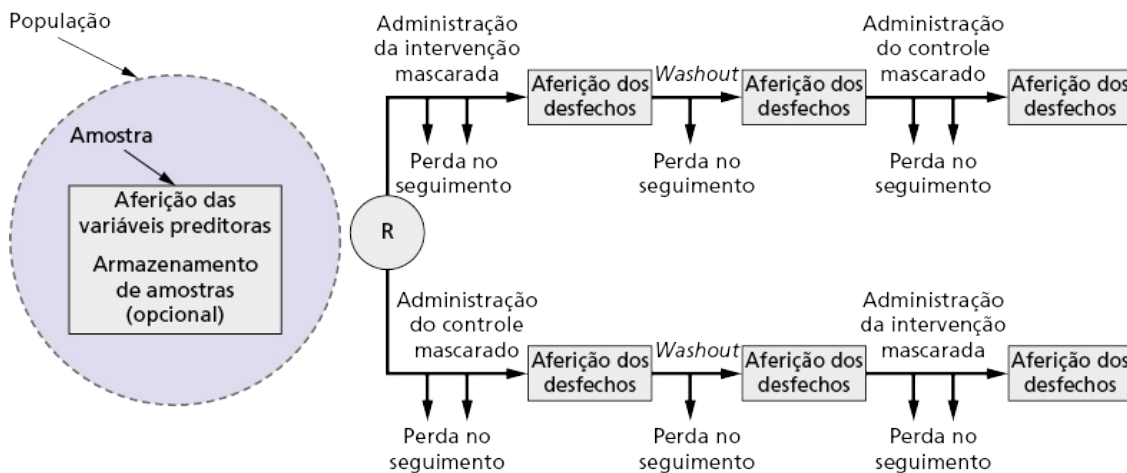 População
Amostra
Aferição das
variáveis preditoras
Armazenamento
de amostras
(opcional)
R
Administração
da intervenção
mascarada
Aferição dos
desfechos
Washout
Aferição dos
desfechos
Administração
do controle
mascarado
Aferição dos
desfechos
Perda no
seguimento
Perda no
seguimento
Perda no
seguimento
Administração
do controle
mascarado
Aferição dos
desfechos
Washout
Aferição dos
desfechos
Administração
da intervenção
mascarada
Aferição dos
desfechos
Perda no
seguimento
Perda no
seguimento
Perda no
seguimento